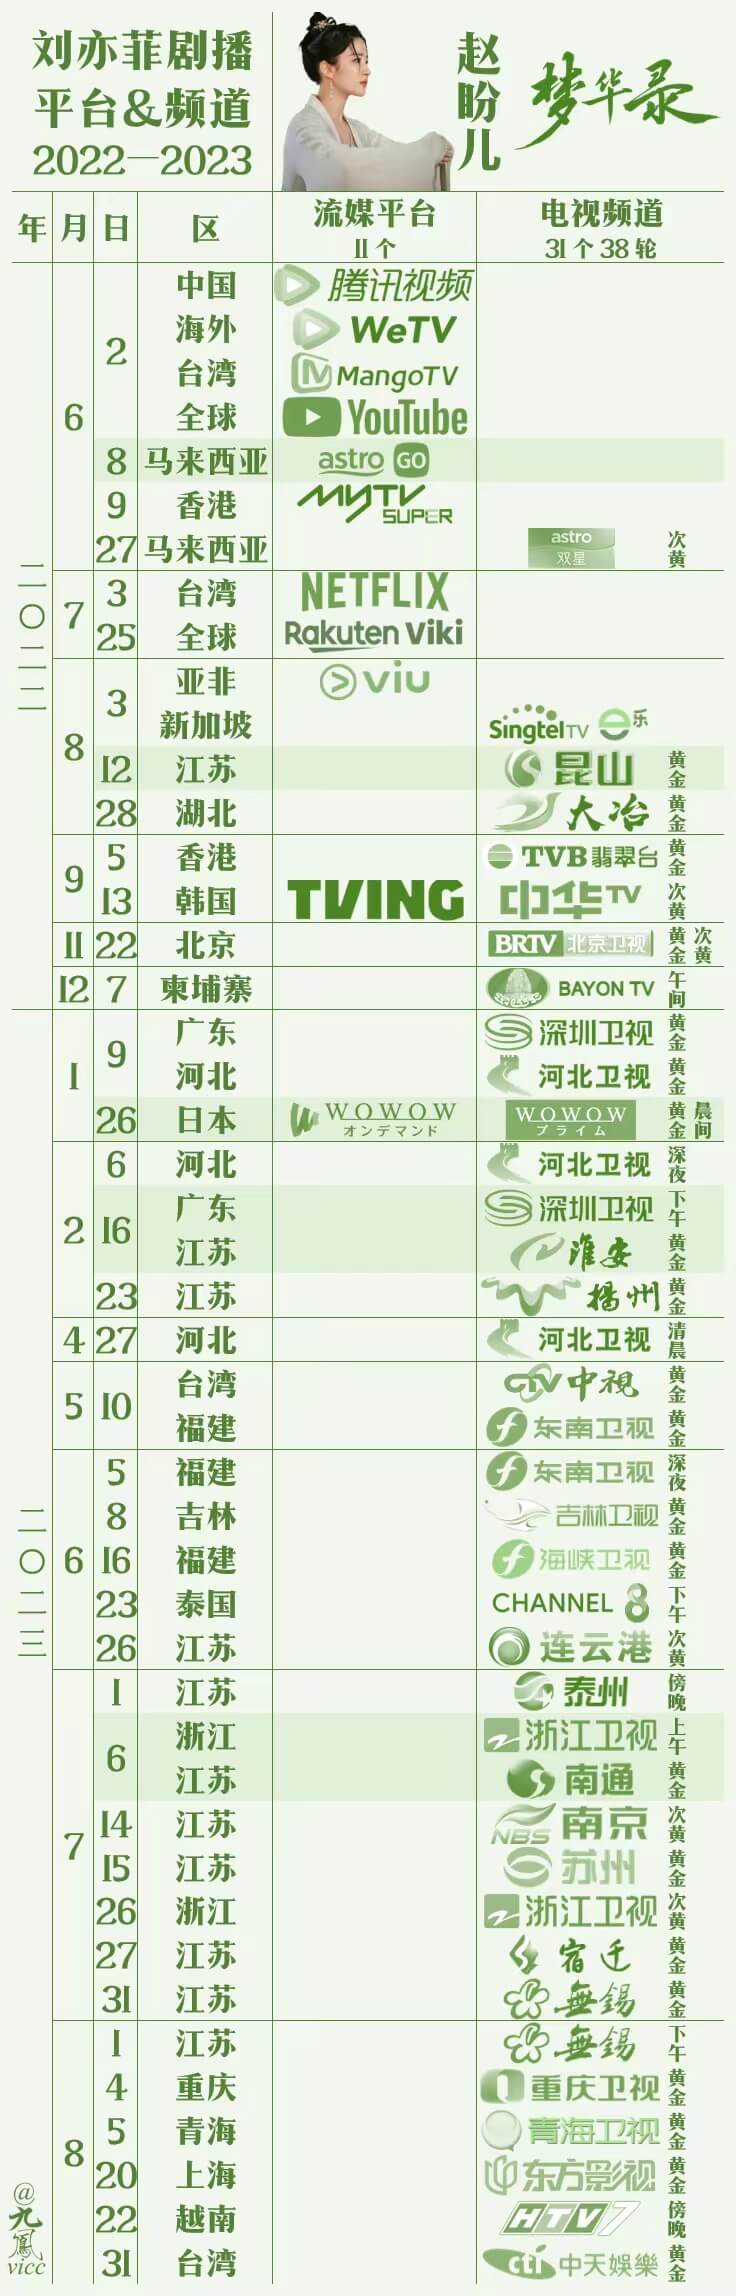 刘亦菲剧播
平台&频道
2022—2023
赵盼儿
梦华录
年 月 日 区 流媒平台 电视频道
11个 31个38轮
二〇二二
6 2 中国 腾讯视频
海外 WeTV
台湾 MangoTV
全球 YouTube
8 马来西亚 astro GO
9 香港 myTV SUPER
27 马来西亚 astro 双星 次黄
7 3 台湾 NETFLIX
25 全球 Rakuten Viki
8 3 亚非 viu
新加坡 Singtel TV e乐
12 江苏 昆山 黄金
28 湖北 大冶 黄金
9 5 香港 TVB翡翠台 黄金
13 韩国 TVING 中华TV 次黄
11 22 北京 BRTV 北京卫视 黄金 次黄
12 7 柬埔寨 BAYON TV 午间
二〇二三
1 9 广东 深圳卫视 黄金
河北 河北卫视 黄金
26 日本 WOWOW オンデマンド WOWOW プライム 黄金 晨间
2 6 河北 河北卫视 深夜
16 广东 深圳卫视 下午
江苏 淮安 黄金
23 江苏 扬州 黄金
4 27 河北 河北卫视 清晨
5 10 台湾 CTV 中視 黄金
福建 东南卫视 黄金
6 5 福建 东南卫视 深夜
8 吉林 吉林卫视 黄金
16 福建 海峡卫视 黄金
23 泰国 CHANNEL 8 下午
26 江苏 连云港 次黄
7 1 江苏 泰州 傍晚
6 浙江 浙江卫视 上午
江苏 南通 黄金
14 江苏 NBS 南京 次黄
15 江苏 苏州 黄金
26 浙江 浙江卫视 次黄
27 江苏 宿迁 黄金
31 江苏 無錫 黄金
8 1 江苏 無錫 下午
4 重庆 重庆卫视 黄金
5 青海 青海卫视 黄金
20 上海 东方影视 黄金
22 越南 HTV7 傍晚
31 台湾 cti 中天娛樂 黄金
@九鳳vicc